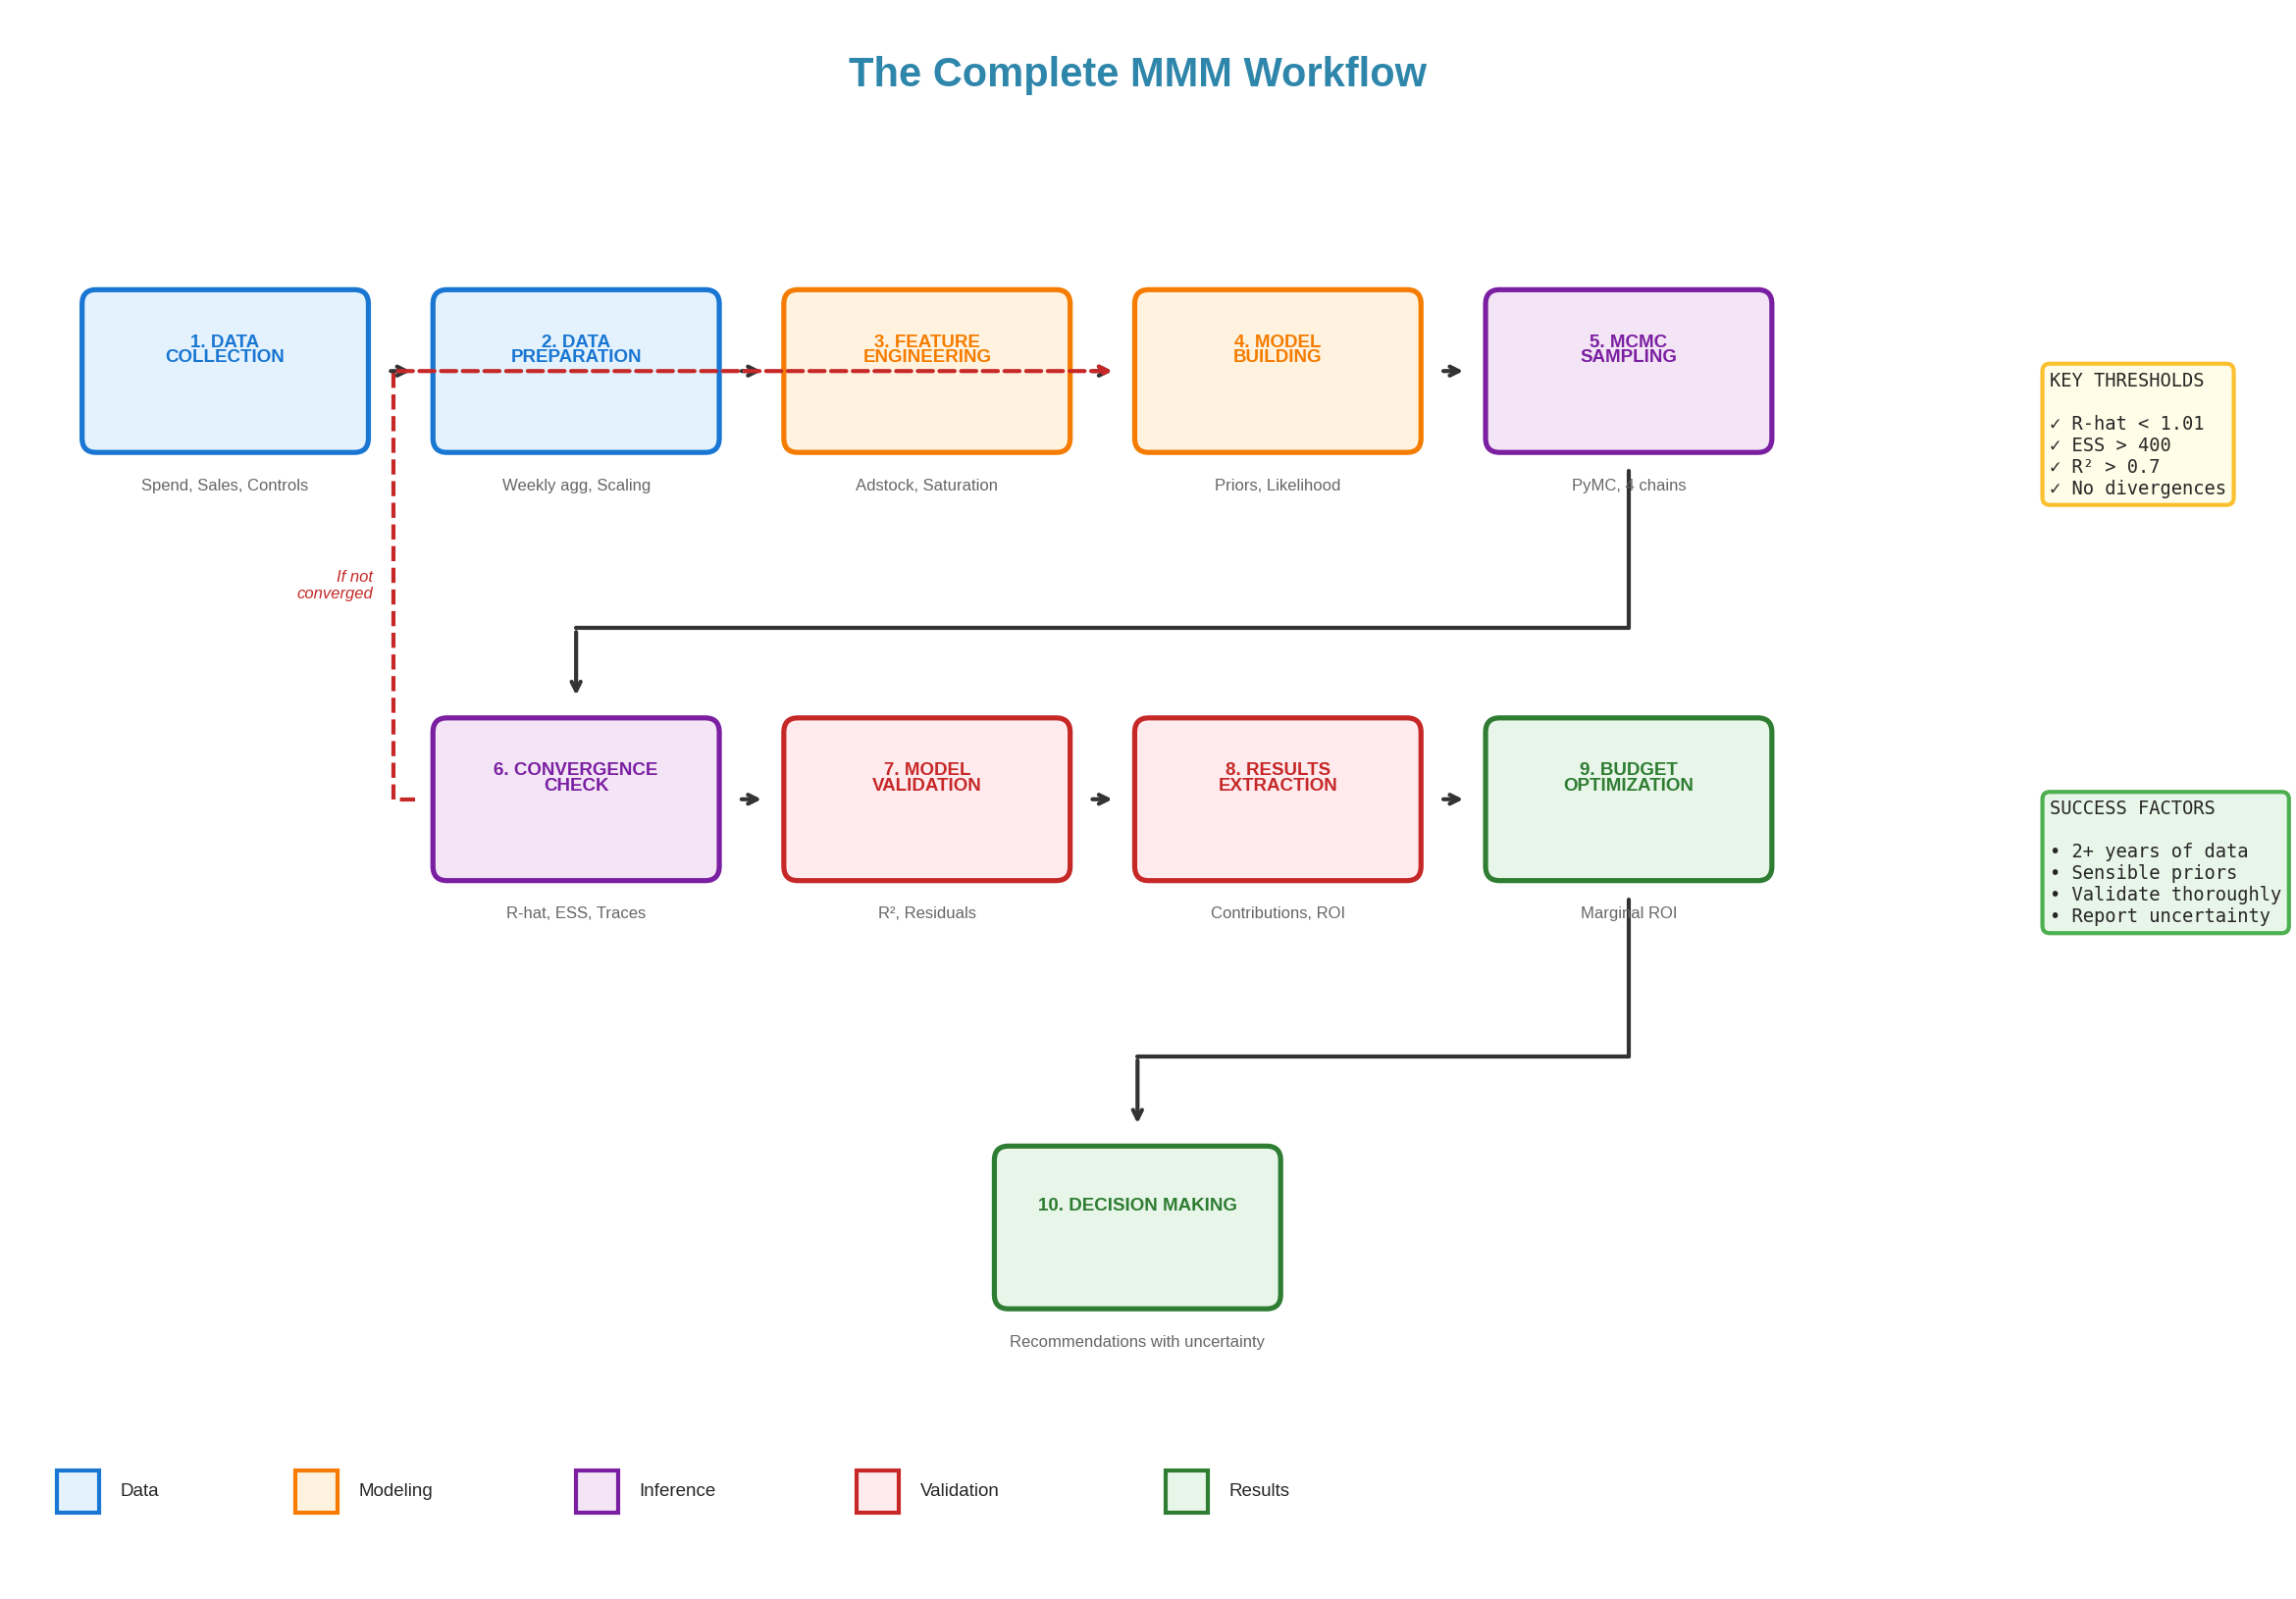 The Complete MMM Workflow
1. DATA
COLLECTION
2. DATA
PREPARATION
3. FEATURE
ENGINEERING
4. MODEL
BUILDING
5. MCMC
SAMPLING
Spend, Sales, Controls
Weekly agg, Scaling
Adstock, Saturation
Priors, Likelihood
PyMC, 4 chains
KEY THRESHOLDS
✓ R-hat < 1.01
✓ ESS > 400
✓ R² > 0.7
✓ No divergences
If not
converged
6. CONVERGENCE
CHECK
7. MODEL
VALIDATION
8. RESULTS
EXTRACTION
9. BUDGET
OPTIMIZATION
R-hat, ESS, Traces
R², Residuals
Contributions, ROI
Marginal ROI
SUCCESS FACTORS
• 2+ years of data
• Sensible priors
• Validate thoroughly
• Report uncertainty
10. DECISION MAKING
Recommendations with uncertainty
Data
Modeling
Inference
Validation
Results